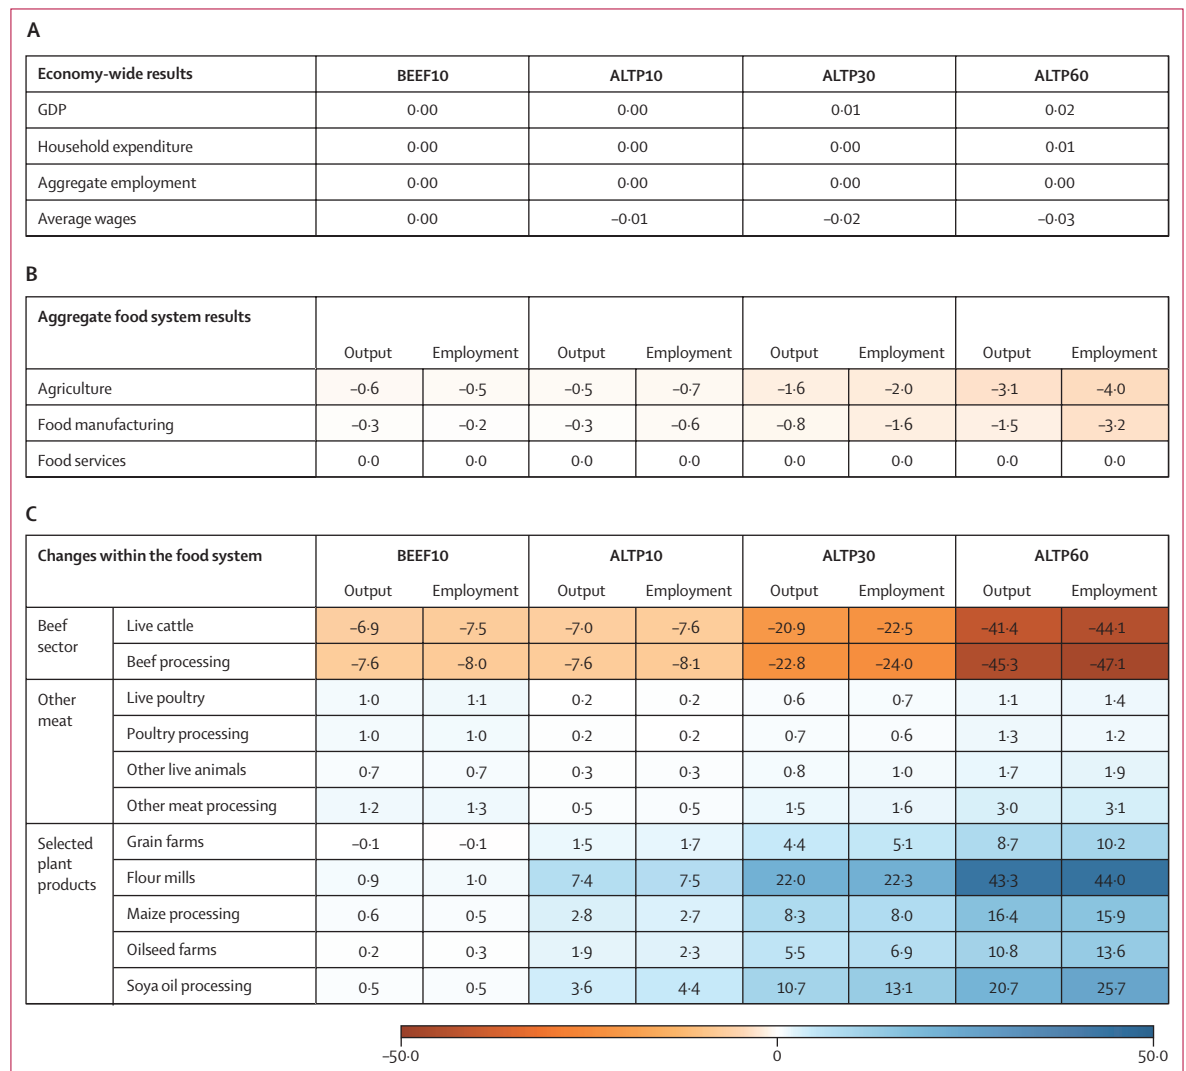 A
Economy-wide results BEEF10 ALTP10 ALTP30 ALTP60
GDP 0·00 0·00 0·01 0·02
Household expenditure 0·00 0·00 0·00 0·01
Aggregate employment 0·00 0·00 0·00 0·00
Average wages 0·00 –0·01 –0·02 –0·03
B
Aggregate food system results
Output Employment Output Employment Output Employment Output Employment
Agriculture –0·6 –0·5 –0·5 –0·7 –1·6 –2·0 –3·1 –4·0
Food manufacturing –0·3 –0·2 –0·3 –0·6 –0·8 –1·6 –1·5 –3·2
Food services 0·0 0·0 0·0 0·0 0·0 0·0 0·0 0·0
C
Changes within the food system BEEF10 ALTP10 ALTP30 ALTP60
Output Employment Output Employment Output Employment Output Employment
Beef sector Live cattle –6·9 –7·5 –7·0 –7·6 –20·9 –22·5 –41·4 –44·1
Beef processing –7·6 –8·0 –7·6 –8·1 –22·8 –24·0 –45·3 –47·1
Other meat Live poultry 1·0 1·1 0·2 0·2 0·6 0·7 1·1 1·4
Poultry processing 1·0 1·0 0·2 0·2 0·7 0·6 1·3 1·2
Other live animals 0·7 0·7 0·3 0·3 0·8 1·0 1·7 1·9
Other meat processing 1·2 1·3 0·5 0·5 1·5 1·6 3·0 3·1
Selected plant products Grain farms –0·1 –0·1 1·5 1·7 4·4 5·1 8·7 10·2
Flour mills 0·9 1·0 7·4 7·5 22·0 22·3 43·3 44·0
Maize processing 0·6 0·5 2·8 2·7 8·3 8·0 16·4 15·9
Oilseed farms 0·2 0·3 1·9 2·3 5·5 6·9 10·8 13·6
Soya oil processing 0·5 0·5 3·6 4·4 10·7 13·1 20·7 25·7
–50·0 0 50·0